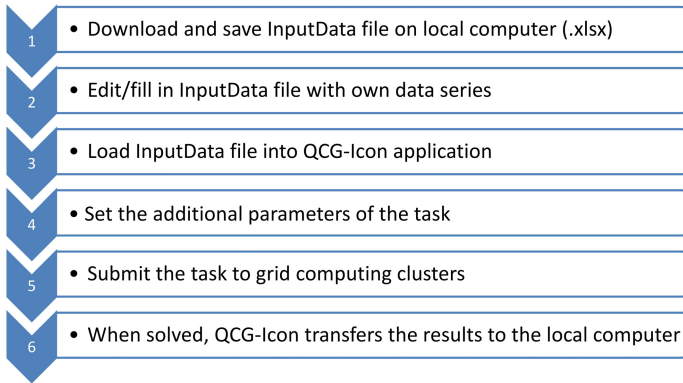 1 • Download and save InputData file on local computer (.xlsx)
2 • Edit/fill in InputData file with own data series
3 • Load InputData file into QCG-Icon application
4 • Set the additional parameters of the task
5 • Submit the task to grid computing clusters
6 • When solved, QCG-Icon transfers the results to the local computer